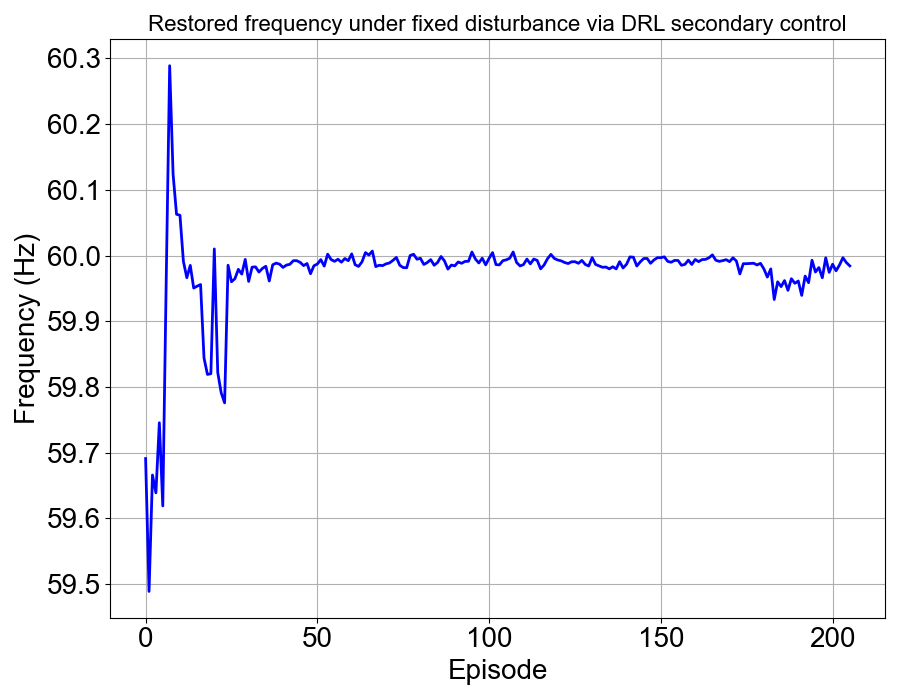 Restored frequency under fixed disturbance via DRL secondary control
60.3
60.2
60.1
60.0
59.9
59.8
59.7
59.6
59.5
Frequency (Hz)
0 50 100 150 200
Episode